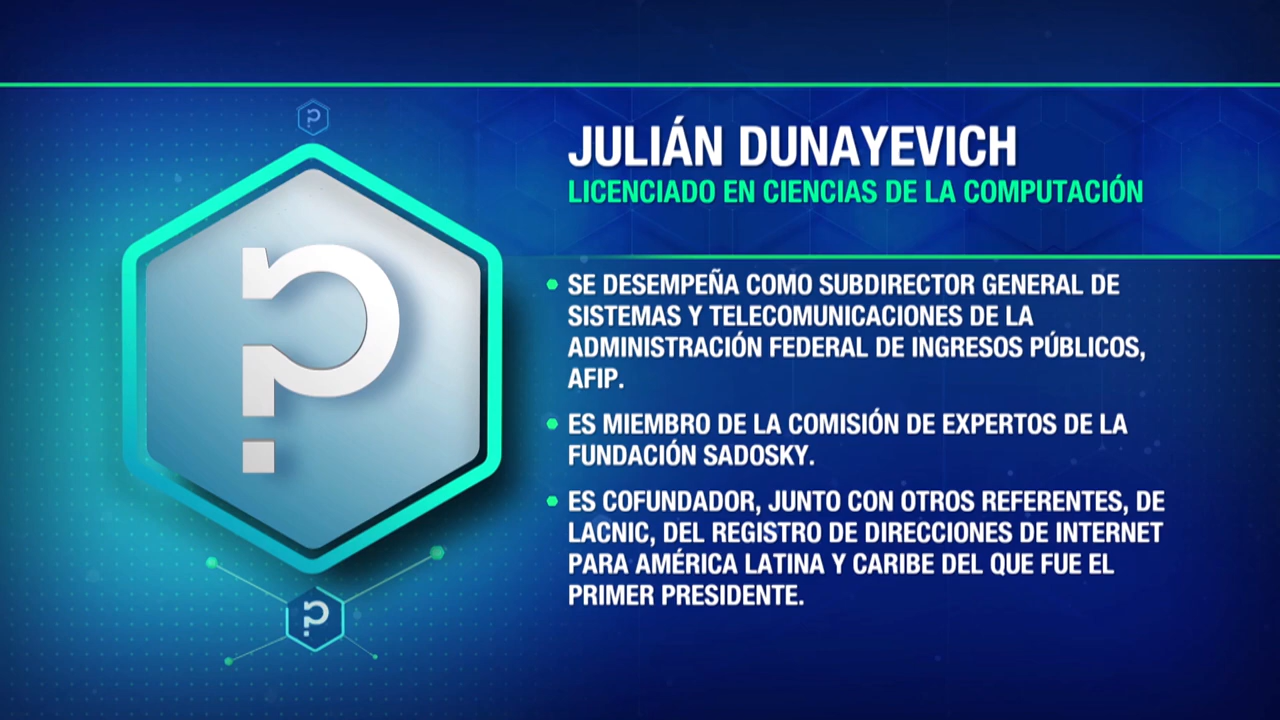 JULIÁN DUNAYEVICH
LICENCIADO EN CIENCIAS DE LA COMPUTACIÓN
SE DESEMPEÑA COMO SUBDIRECTOR GENERAL DE
SISTEMAS Y TELECOMUNICACIONES DE LA
ADMINISTRACIÓN FEDERAL DE INGRESOS PÚBLICOS,
AFIP.
ES MIEMBRO DE LA COMISIÓN DE EXPERTOS DE LA
FUNDACIÓN SADOSKY.
ES COFUNDADOR, JUNTO CON OTROS REFERENTES, DE
LACNIC, DEL REGISTRO DE DIRECCIONES DE INTERNET
PARA AMÉRICA LATINA Y CARIBE DEL QUE FUE EL
PRIMER PRESIDENTE.